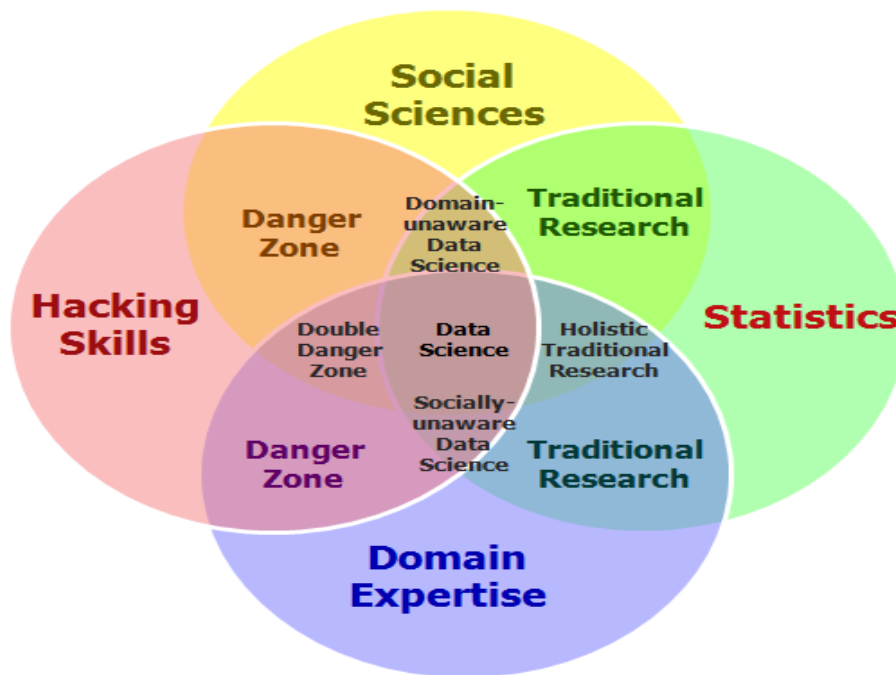 Social
Sciences
Danger
Zone
Domain-
unaware
Data
Science
Traditional
Research
Hacking
Skills
Double
Danger
Zone
Data
Science
Holistic
Traditional
Research
Statistics
Danger
Zone
Socially-
unaware
Data
Science
Traditional
Research
Domain
Expertise